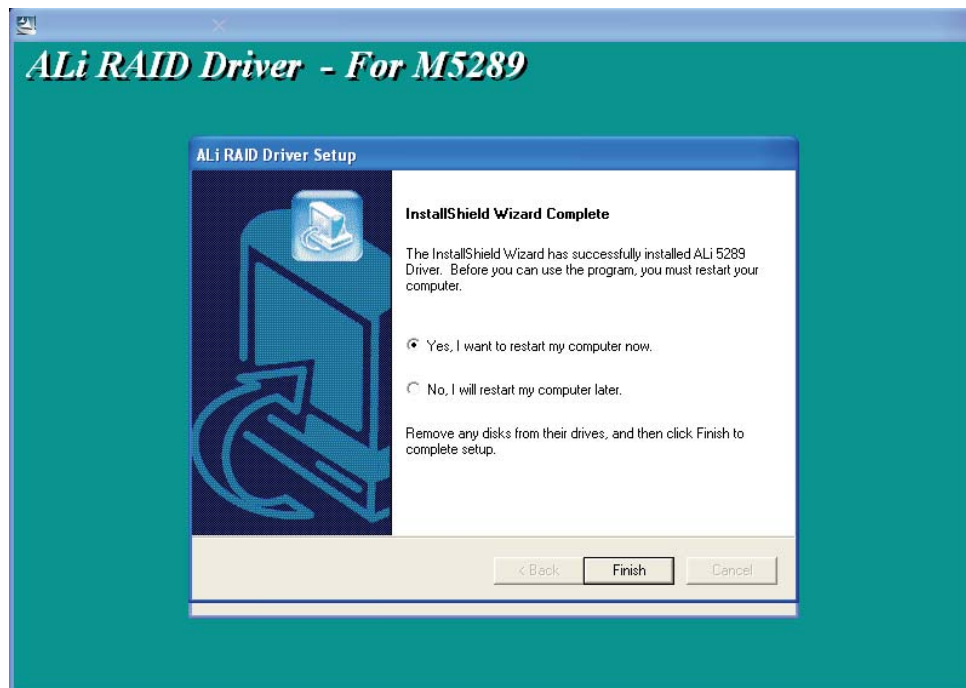 ALi RAID Driver - For M5289
ALi RAID Driver Setup
InstallShield Wizard Complete
The InstallShield Wizard has successfully installed ALi 5289
Driver. Before you can use the program, you must restart your
computer.
Yes, I want to restart my computer now.
No, I will restart my computer later.
Remove any disks from their drives, and then click Finish to
complete setup.
< Back
Finish
Cancel